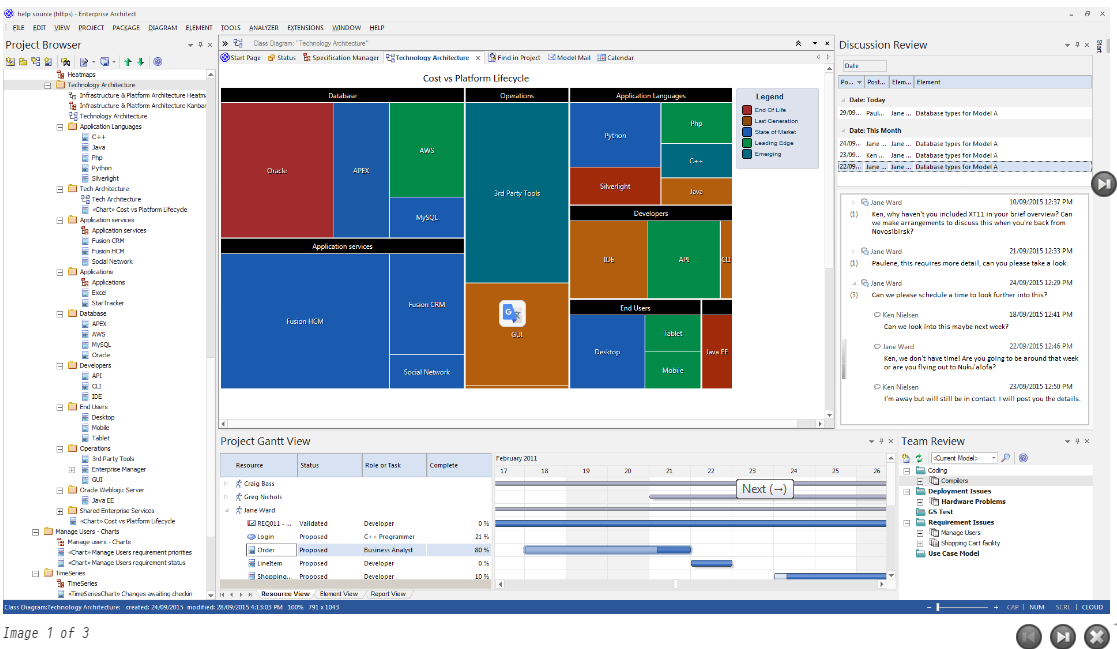 help source (https) - Enterprise Architect
FILE EDIT VIEW PROJECT PACKAGE DIAGRAM ELEMENT TOOLS ANALYZER EXTENSIONS WINDOW HELP
Project Browser
Heatmaps
Technology Architecture
Infrastructure & Platform Architecture Heatm
Infrastructure & Platform Architecture Kanba
Technology Architecture
Application Languages
C++
Java
Php
Python
Silverlight
Tech Architecture
Tech Architecture
«Chart» Cost vs Platform Lifecycle
Application services
Application services
Fusion CRM
Fusion HCM
Social Network
Applications
Applications
Excel
StarTracker
Database
APEX
AWS
MySQL
Oracle
Developers
API
CLI
IDE
End Users
Desktop
Mobile
Tablet
Operations
3rd Party Tools
Enterprise Manager
GUI
Oracle Weblogic Server
Java EE
Shared Enterprise Services
«Chart» Cost vs Platform Lifecycle
Manage Users - Charts
Manage users - Charts
«Chart» Manage Users requirement priorities
«Chart» Manage Users requirement status
TimeSeries
TimeSeries
«TimeSeriesChart» Changes awaiting checkin
Class Diagram: "Technology Architecture"
Start Page Status Specification Manager Technology Architecture × Find in Project Model Mail Calendar
Cost vs Platform Lifecycle
Database
Oracle
APEX
AWS
MySQL
Application services
Fusion HCM
Fusion CRM
Social Network
Operations
3rd Party Tools
GUI
Application Languages
Python
Php
C++
Silverlight
Java
Developers
IDE
API
CLI
End Users
Desktop
Tablet
Mobile
Java EE
Legend
End Of Life
Last Generation
State of Market
Leading Edge
Emerging
Discussion Review
Start
Date
Po... Post... Elem... Element
Date: Today
29/09... Paul... Jane ... Database types for Model A
Date: This Month
24/09... Jane ... Jane ... Database types for Model A
23/09... Ken ... Jane ... Database types for Model A
22/09... Jane ... Jane ... Database types for Model A
Jane Ward 10/09/2015 12:37 PM
(1) Ken, why haven't you included XT11 in your brief overview? Can
we make arrangements to discuss this when you're back from
Novosibirsk?
Jane Ward 21/09/2015 12:33 PM
(1) Paulene, this requires more detail, can you please take a look.
Jane Ward 24/09/2015 12:29 PM
(3) Can we please schedule a time to look further into this?
Ken Nielsen 18/09/2015 12:41 PM
Can we look into this maybe next week?
Jane Ward 22/09/2015 12:46 PM
Ken, we don't have time! Are you going to be around that week
or are you flying out to Nuku'alofa?
Ken Nielsen 23/09/2015 12:50 PM
I'm away but will still be in contact. I will post you the details.
Project Gantt View
Resource Status Role or Task Complete
February 2011
17 18 19 20 21 22 23 24 25 26
Craig Bass
Greg Nichols
Jane Ward
REQ011 - ... Validated Developer 0 %
Login Proposed C++ Programmer 21 %
Order Proposed Business Analyst 80 %
LineItem Proposed Developer 0 %
Shopping... Proposed Developer 10 %
Next (→)
Resource View Element View Report View
Team Review
<Current Model>
Coding
Compilers
Deployment Issues
Hardware Problems
GS Test
Requirement Issues
Manage Users
Shopping Cart facility
Use Case Model
Class Diagram:Technology Architecture: created: 24/09/2015 modified: 28/09/2015 4:13:03 PM 100% 791 x 1043
CAP NUM SCRL CLOUD
Image 1 of 3